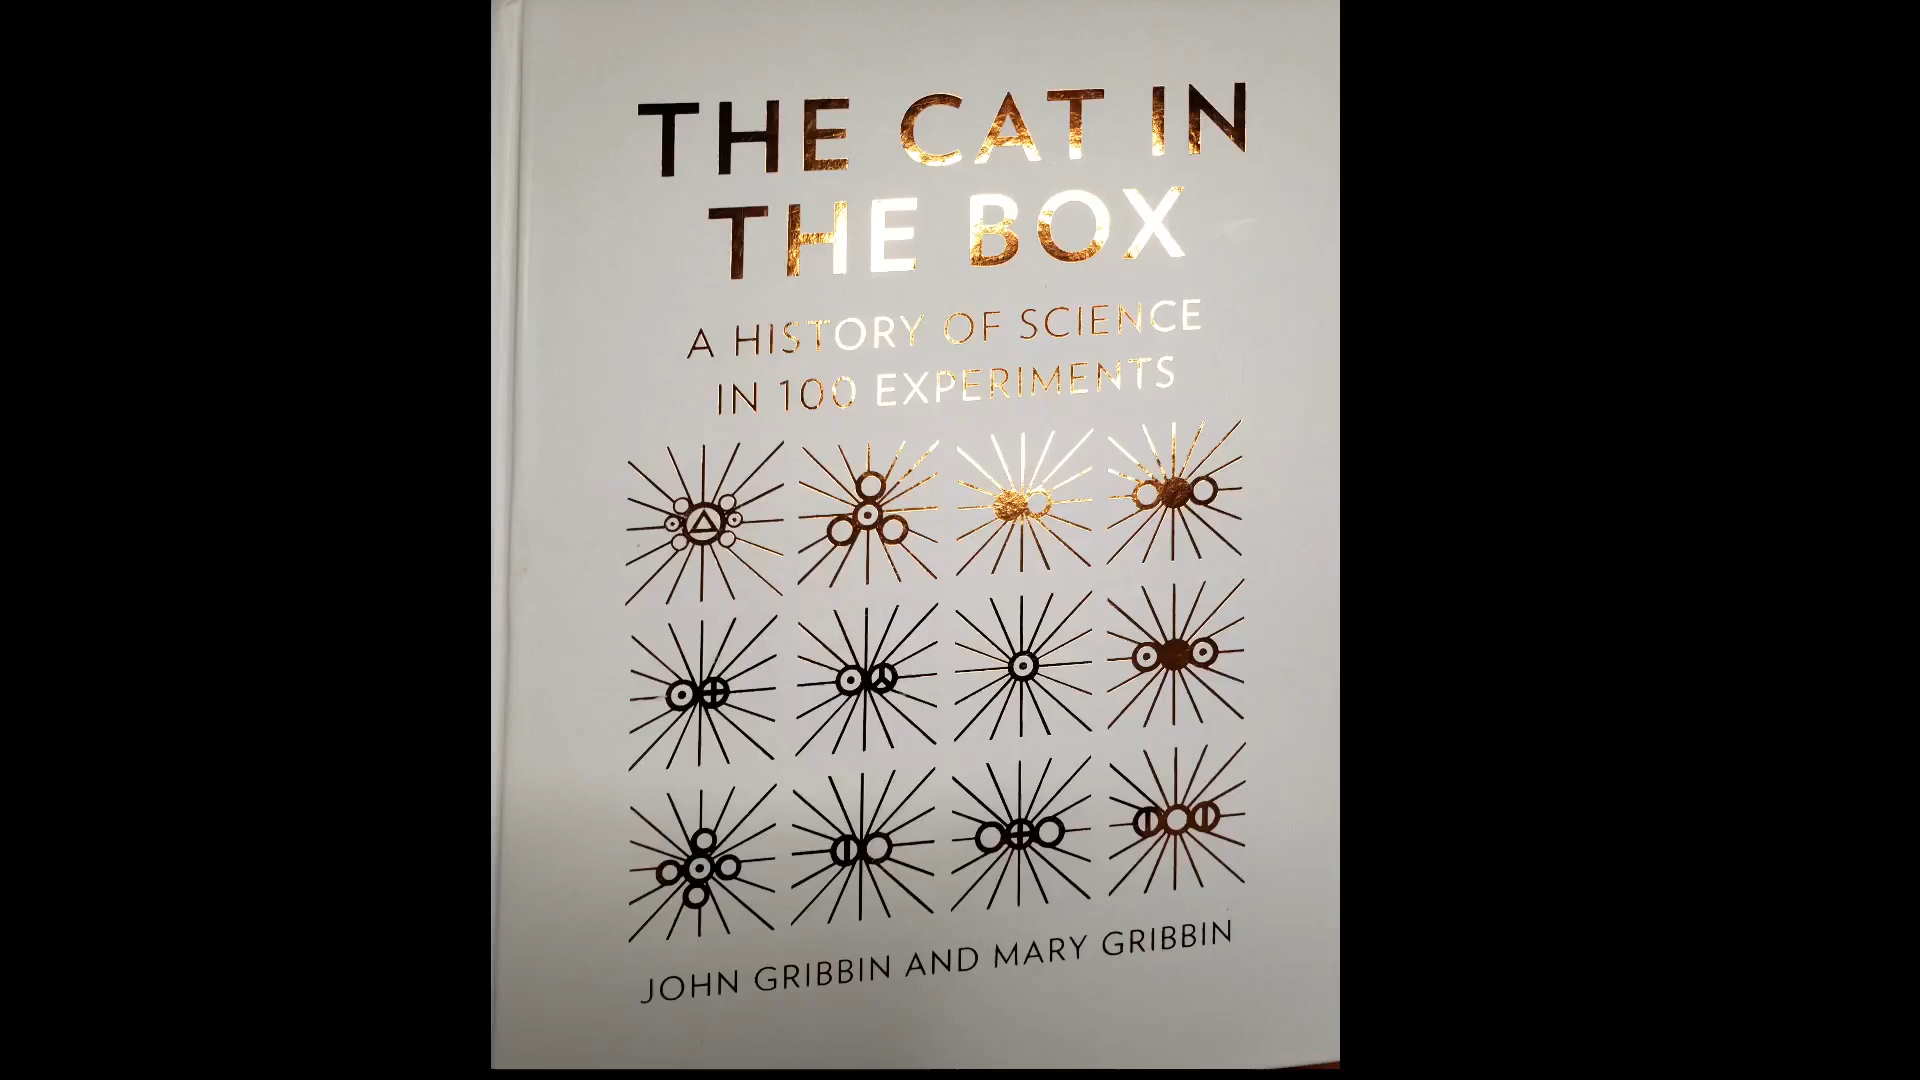 THE CAT IN
THE BOX
A HISTORY OF SCIENCE
IN 100 EXPERIMENTS
JOHN GRIBBIN AND MARY GRIBBIN